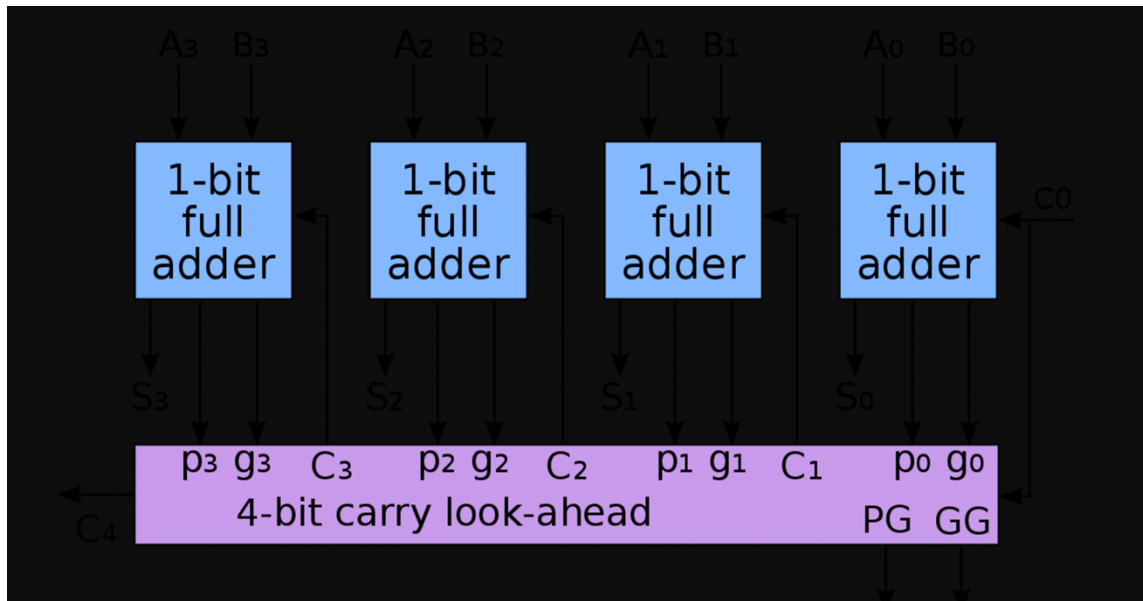 A₃ B₃ A₂ B₂ A₁ B₁ A₀ B₀
1-bit full adder
1-bit full adder
1-bit full adder
1-bit full adder
C0
S₃ S₂ S₁ S₀
p₃ g₃ C₃ p₂ g₂ C₂ p₁ g₁ C₁ p₀ g₀
4-bit carry look-ahead
PG GG
C₄